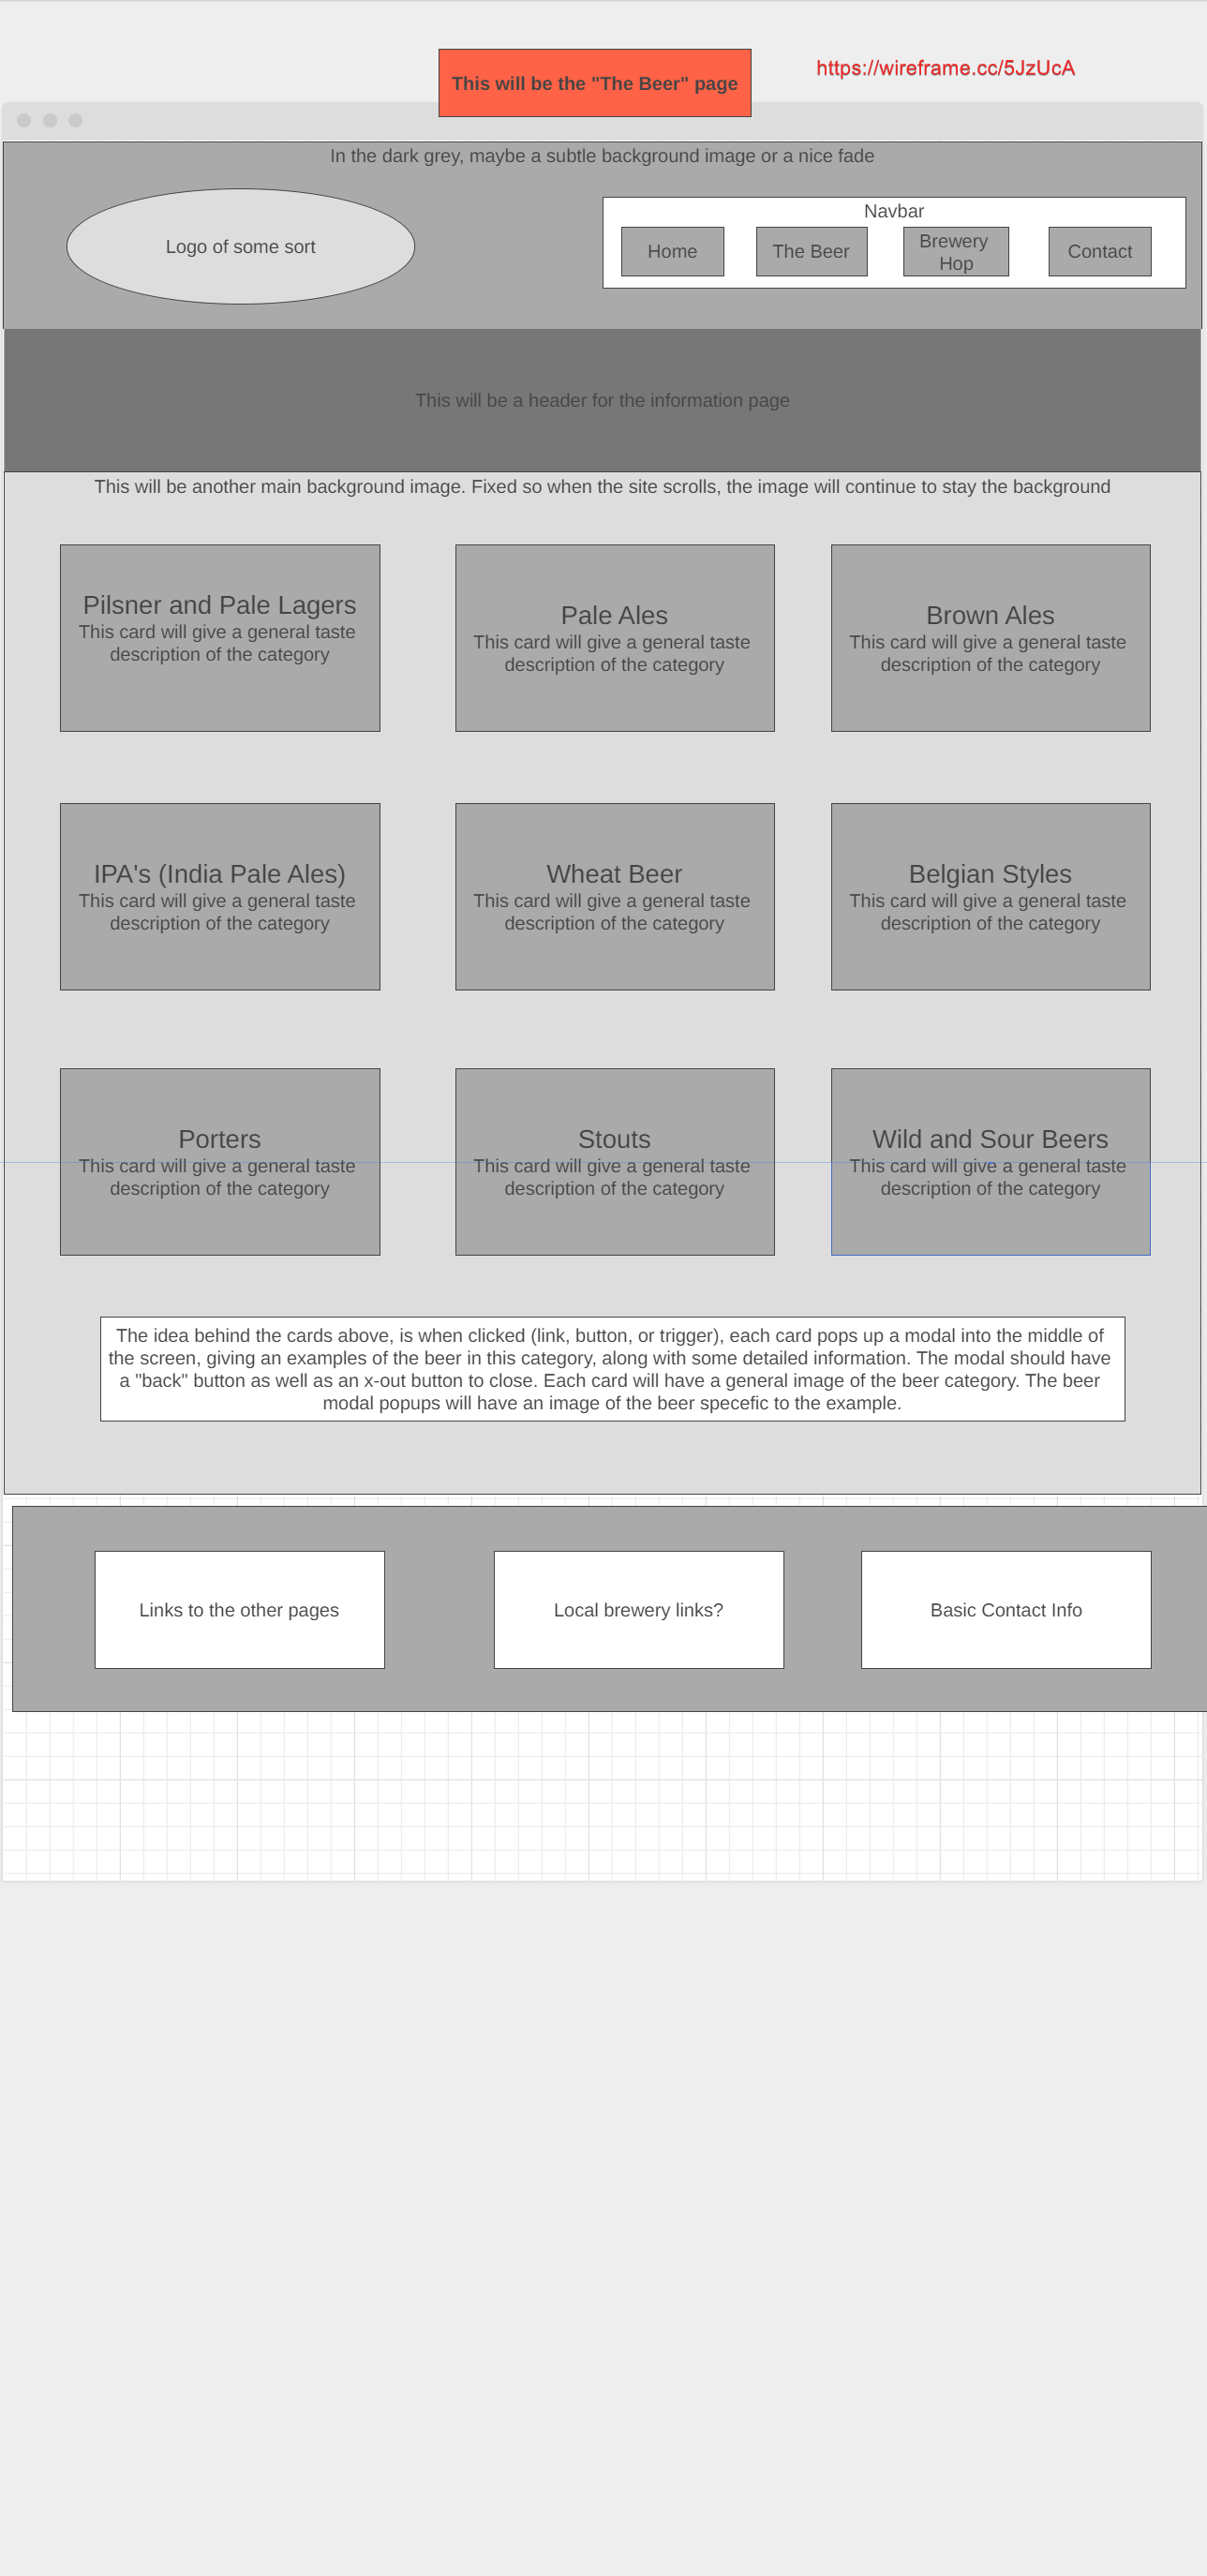 This will be the "The Beer" page
https://wireframe.cc/5JzUcA
In the dark grey, maybe a subtle background image or a nice fade
Logo of some sort
Navbar
Home
The Beer
Brewery
Hop
Contact
This will be a header for the information page
This will be another main background image. Fixed so when the site scrolls, the image will continue to stay the background
Pilsner and Pale Lagers
This card will give a general taste
description of the category
Pale Ales
This card will give a general taste
description of the category
Brown Ales
This card will give a general taste
description of the category
IPA's (India Pale Ales)
This card will give a general taste
description of the category
Wheat Beer
This card will give a general taste
description of the category
Belgian Styles
This card will give a general taste
description of the category
Porters
This card will give a general taste
description of the category
Stouts
This card will give a general taste
description of the category
Wild and Sour Beers
This card will give a general taste
description of the category
The idea behind the cards above, is when clicked (link, button, or trigger), each card pops up a modal into the middle of
the screen, giving an examples of the beer in this category, along with some detailed information. The modal should have
a "back" button as well as an x-out button to close. Each card will have a general image of the beer category. The beer
modal popups will have an image of the beer specefic to the example.
Links to the other pages
Local brewery links?
Basic Contact Info